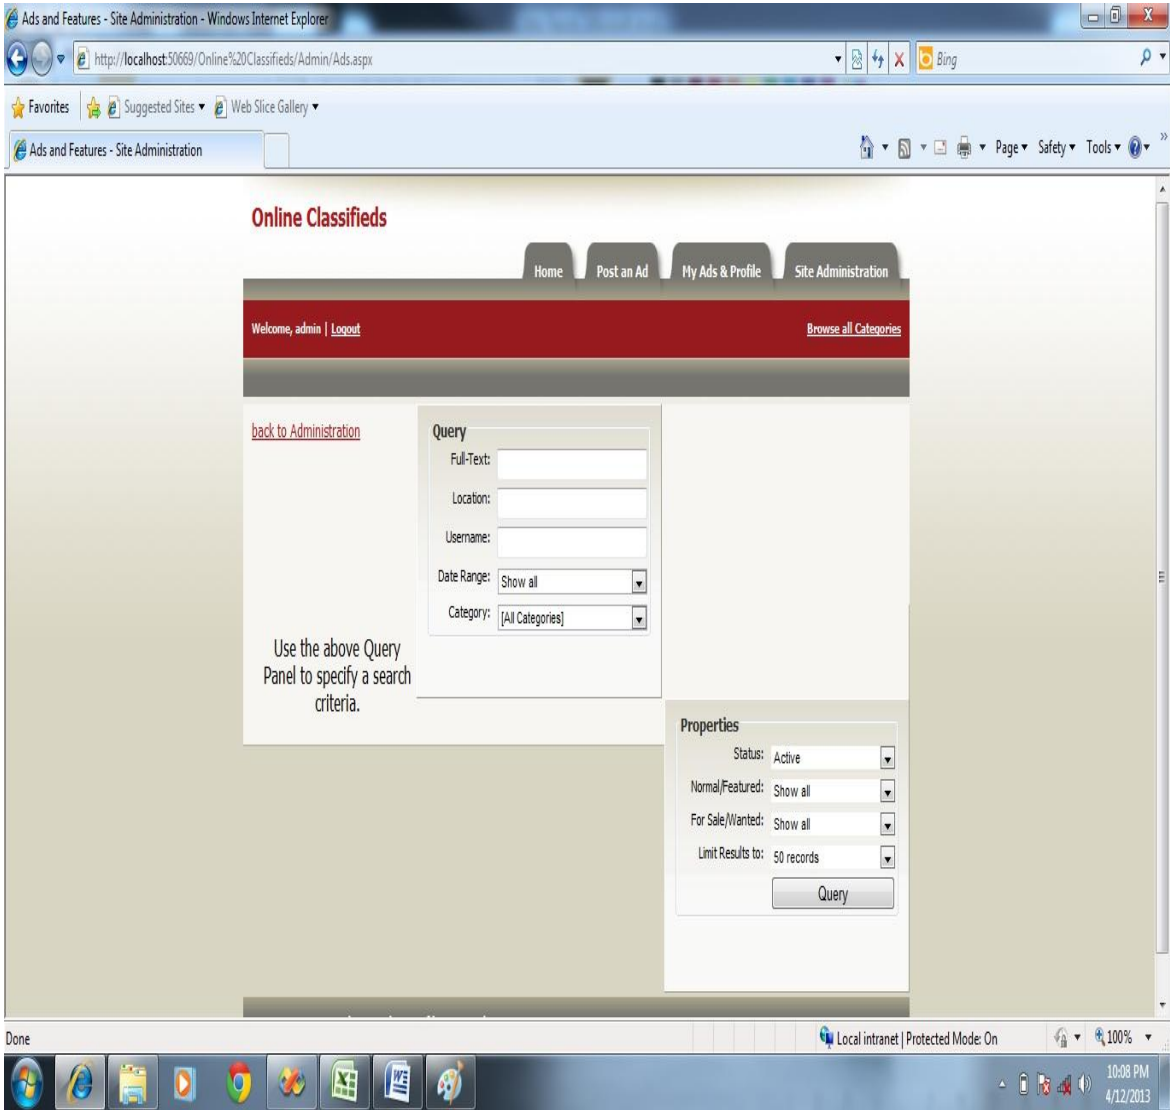 Ads and Features - Site Administration - Windows Internet Explorer
http://localhost:50669/Online%20Classifieds/Admin/Ads.aspx
Bing
Favorites
Suggested Sites
Web Slice Gallery
Ads and Features - Site Administration
Page
Safety
Tools
Online Classifieds
Home
Post an Ad
My Ads & Profile
Site Administration
Welcome, admin | Logout
Browse all Categories
back to Administration
Query
Full-Text:
Location:
Username:
Date Range: Show all
Category: [All Categories]
Use the above Query
Panel to specify a search
criteria.
Properties
Status: Active
Normal/Featured: Show all
For Sale/Wanted: Show all
Limit Results to: 50 records
Query
Done
Local intranet | Protected Mode: On
100%
10:08 PM
4/12/2013